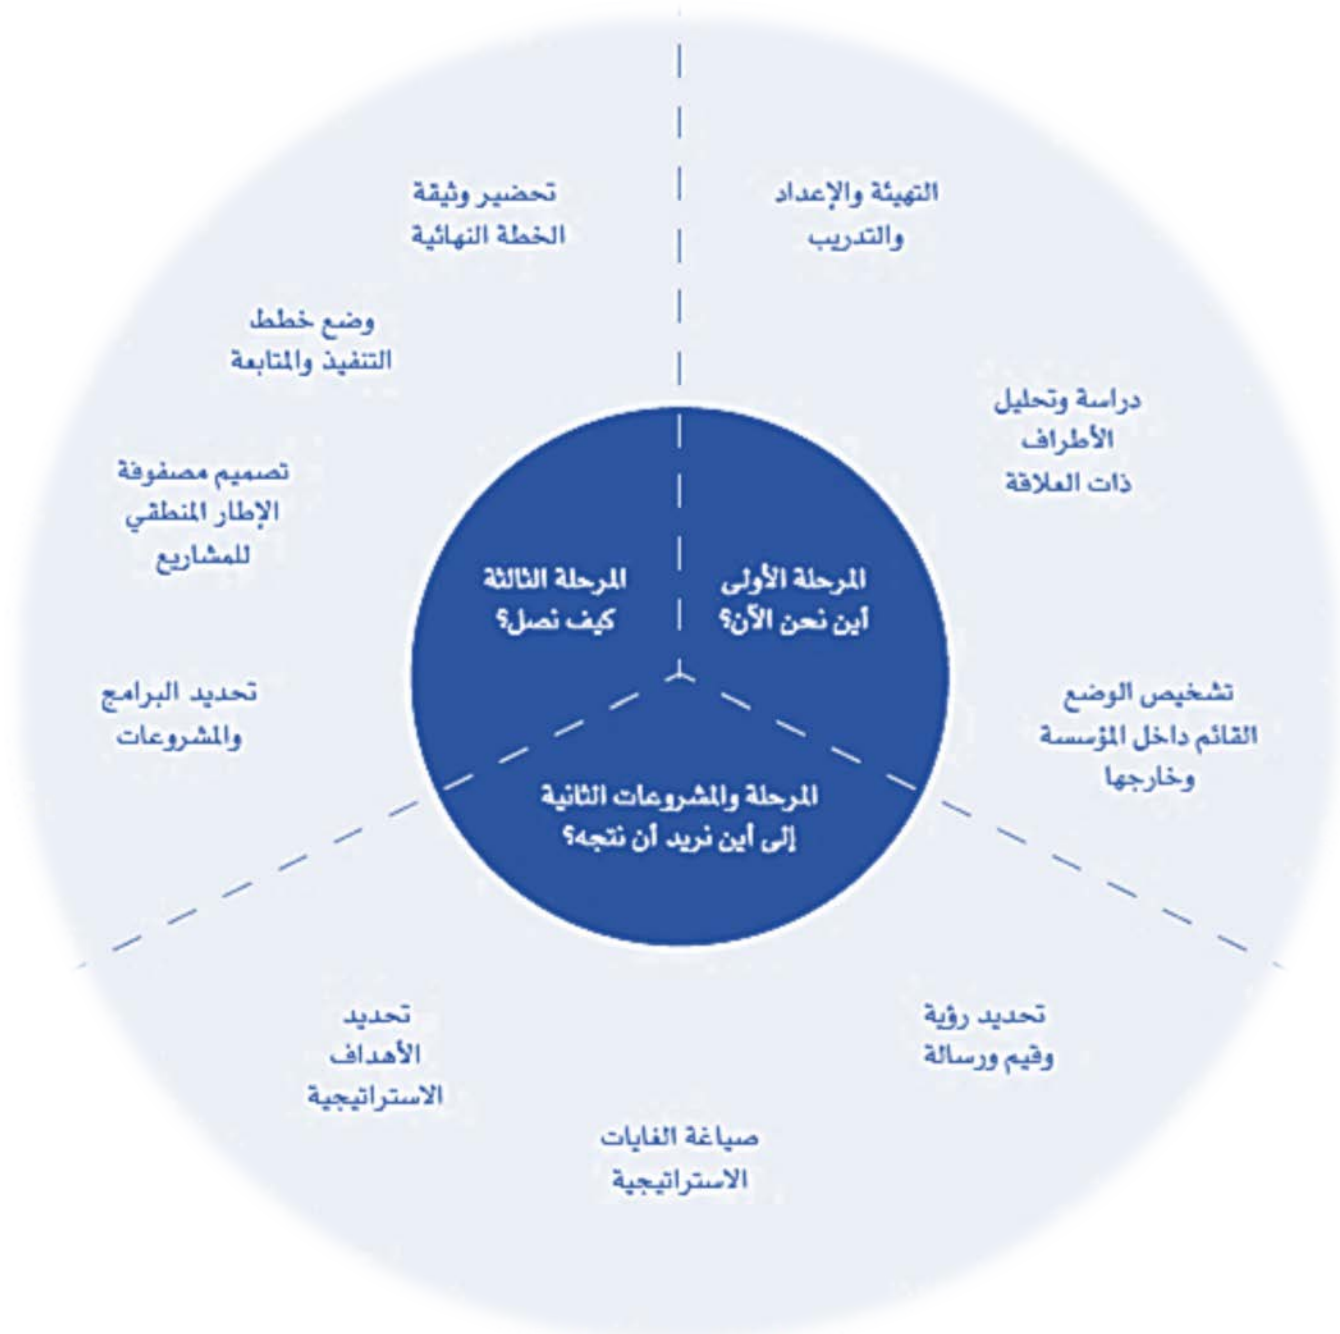 المرحلة الأولى
أين نحن الآن؟
التهيئة والإعداد
والتدريب
دراسة وتحليل
الأطراف
ذات العلاقة
تشخيص الوضع
القائم داخل المؤسسة
وخارجها
المرحلة والمشروعات الثانية
إلى أين نريد أن نتجه؟
تحديد رؤية
وقيم ورسالة
صياغة الغايات
الاستراتيجية
تحديد
الأهداف
الاستراتيجية
المرحلة الثالثة
كيف نصل؟
تحديد البرامج
والمشروعات
تصميم مصفوفة
الإطار المنطقي
للمشاريع
وضع خطط
التنفيذ والمتابعة
تحضير وثيقة
الخطة النهائية